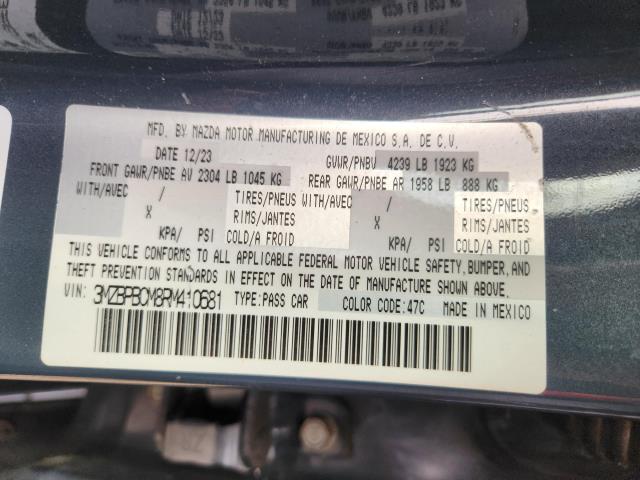 MFD. BY MAZDA MOTOR MANUFACTURING DE MEXICO S.A. DE C.V.
DATE 12/23 GVWR/PNBV 4239 LB 1923 KG
FRONT GAWR/PNBE AV 2304 LB 1045 KG REAR GAWR/PNBE AR 1958 LB 888 KG
WITH/AVEC / TIRES/PNEUS WITH/AVEC / TIRES/PNEUS
X RIMS/JANTES X RIMS/JANTES
KPA/ PSI COLD/A FROID KPA/ PSI COLD/A FROID
THIS VEHICLE CONFORMS TO ALL APPLICABLE FEDERAL MOTOR VEHICLE SAFETY, BUMPER, AND
THEFT PREVENTION STANDARDS IN EFFECT ON THE DATE OF MANUFACTURE SHOWN ABOVE.
VIN: 3MZBPBCM8RM410681 TYPE:PASS CAR COLOR CODE:47C MADE IN MEXICO